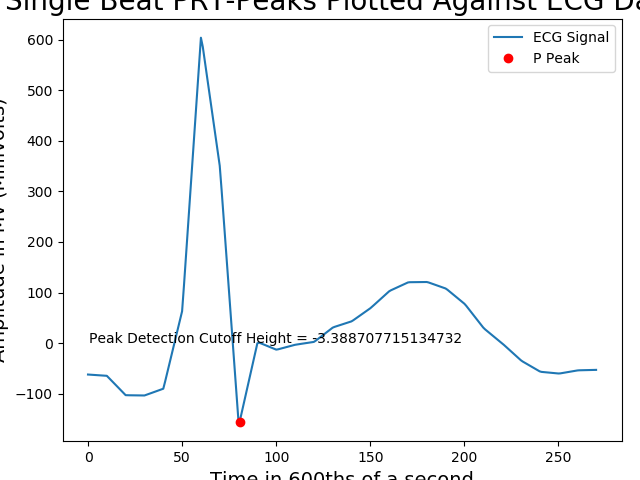 Single Beat PRT-Peaks Plotted Against ECG Da
ECG Signal
P Peak
Amplitude in MV (Millivolts)
600
500
400
300
200
100
0
−100
Peak Detection Cutoff Height = -3.388707715134732
0 50 100 150 200 250
Time in 600ths of a second